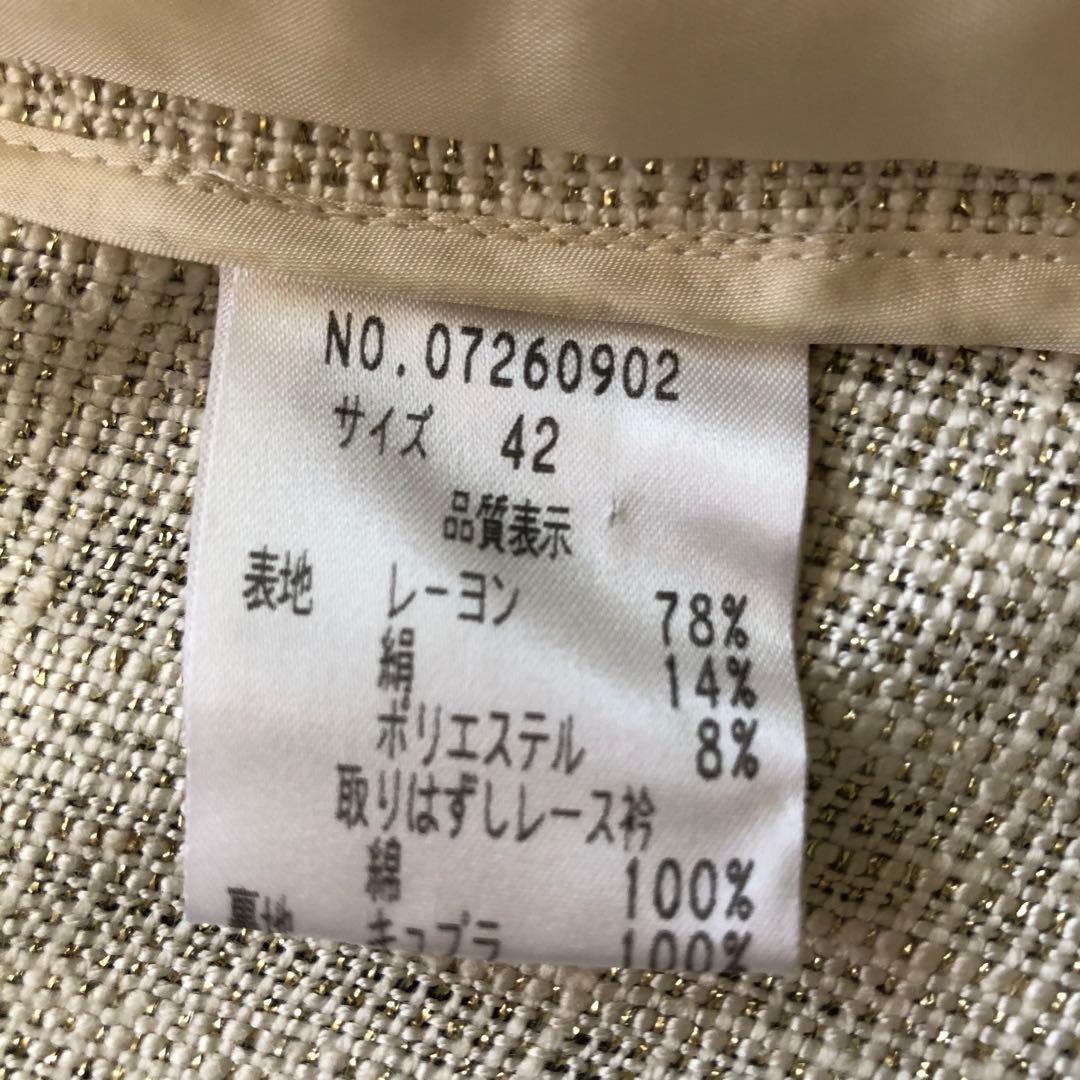 NO.07260902
サイズ 42
品質表示
表地 レーヨン 78%
綿 14%
ポリエステル 8%
取りはずしレース衿
綿 100%
裏地 キュプラ 100%